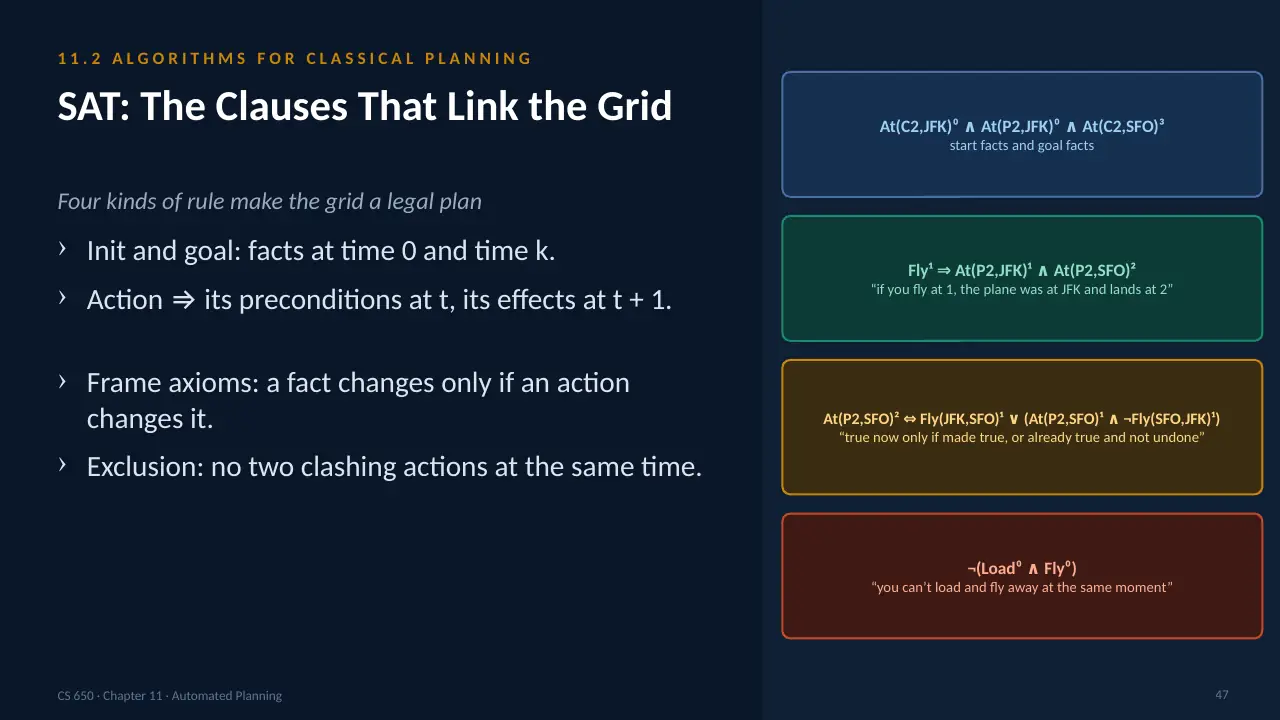 11.2 ALGORITHMS FOR CLASSICAL PLANNING
SAT: The Clauses That Link the Grid
Four kinds of rule make the grid a legal plan
› Init and goal: facts at time 0 and time k.
› Action ⇒ its preconditions at t, its effects at t + 1.
› Frame axioms: a fact changes only if an action
changes it.
› Exclusion: no two clashing actions at the same time.
At(C2,JFK)⁰ ∧ At(P2,JFK)⁰ ∧ At(C2,SFO)³
start facts and goal facts
Fly¹ ⇒ At(P2,JFK)¹ ∧ At(P2,SFO)²
“if you fly at 1, the plane was at JFK and lands at 2”
At(P2,SFO)² ⇔ Fly(JFK,SFO)¹ ∨ (At(P2,SFO)¹ ∧ ¬Fly(SFO,JFK)¹)
“true now only if made true, or already true and not undone”
¬(Load⁰ ∧ Fly⁰)
“you can’t load and fly away at the same moment”
CS 650 · Chapter 11 · Automated Planning
47